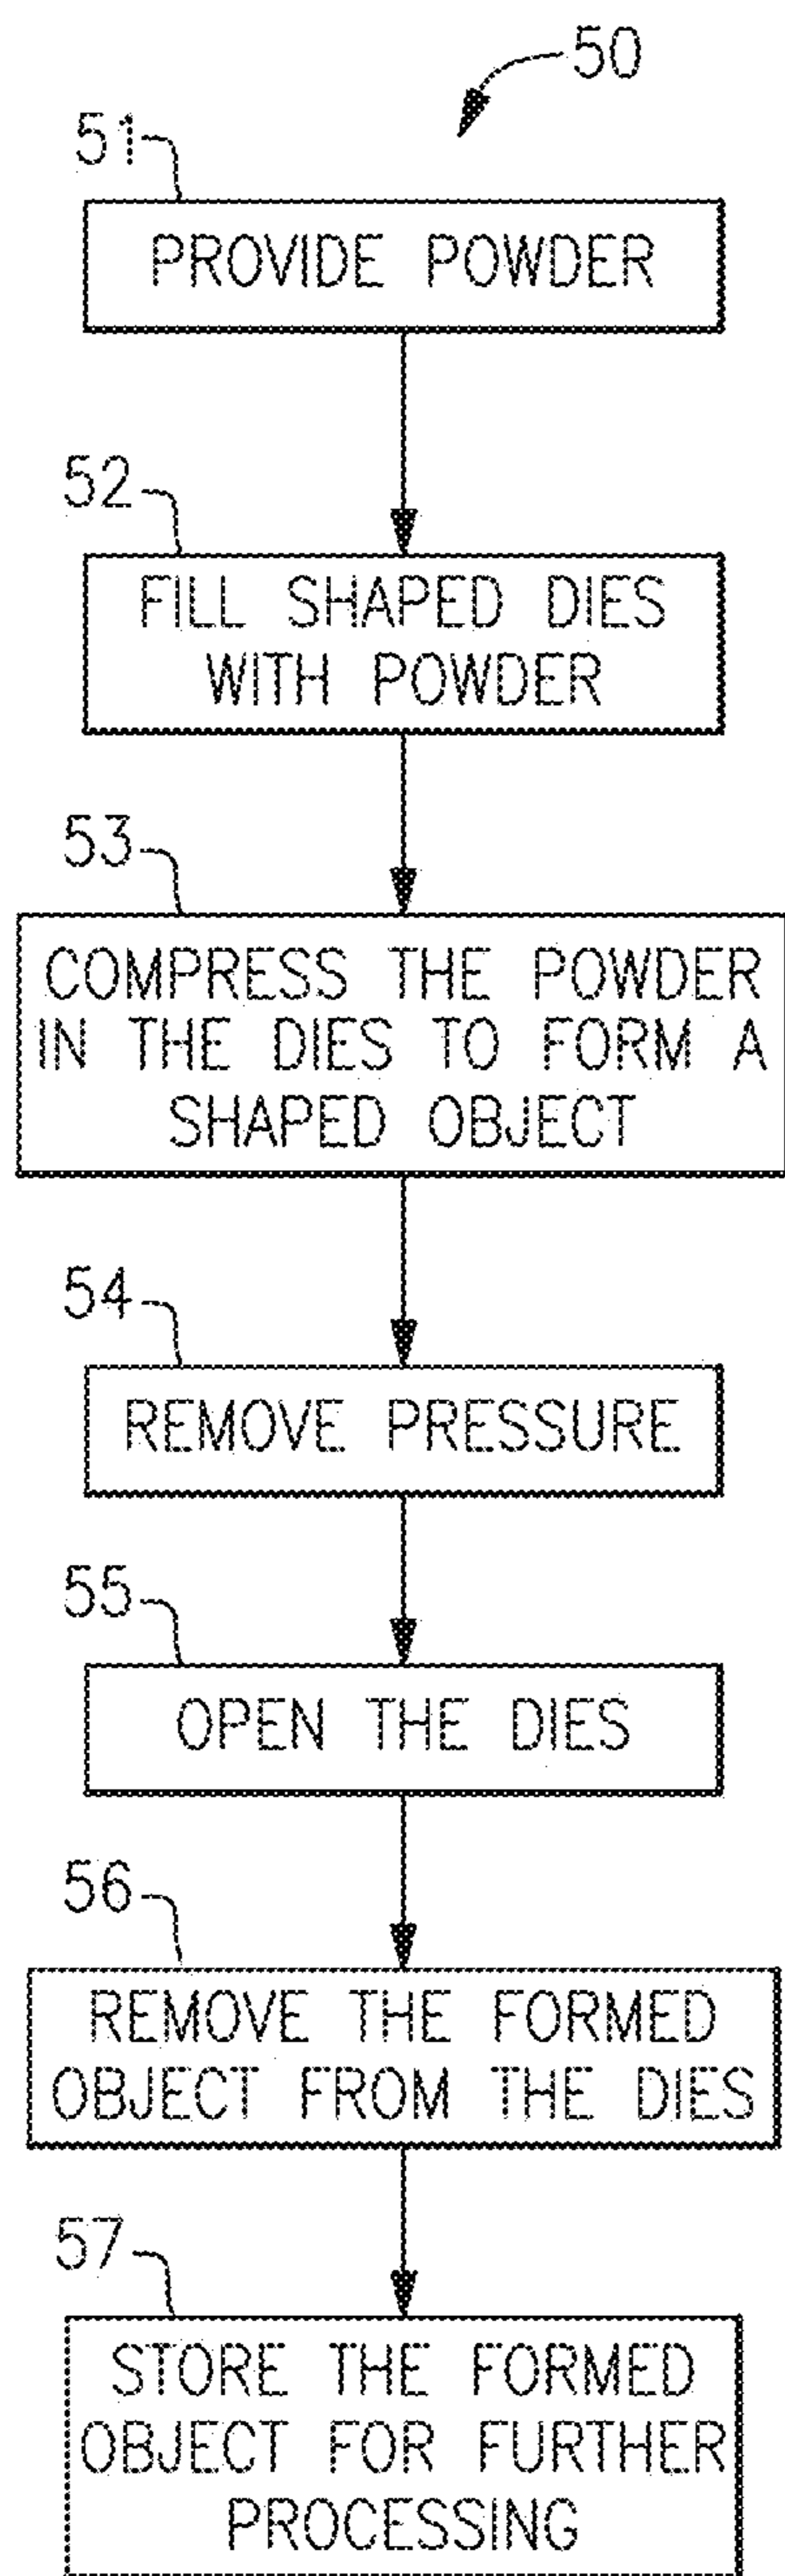 50
51
PROVIDE POWDER
52
FILL SHAPED DIES
WITH POWDER
53
COMPRESS THE POWDER
IN THE DIES TO FORM A
SHAPED OBJECT
54
REMOVE PRESSURE
55
OPEN THE DIES
56
REMOVE THE FORMED
OBJECT FROM THE DIES
57
STORE THE FORMED
OBJECT FOR FURTHER
PROCESSING